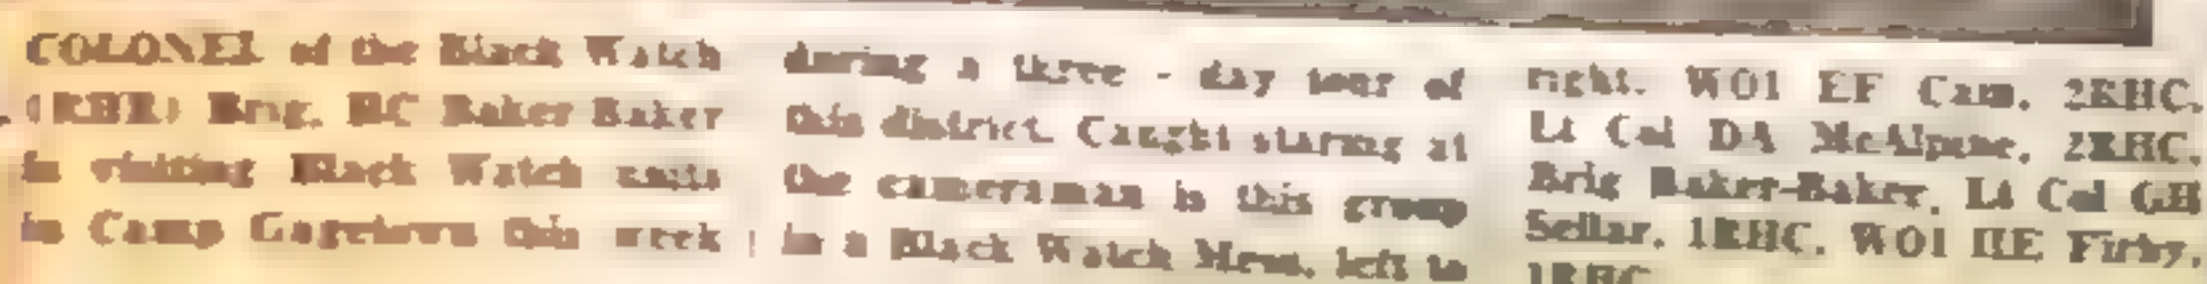 COLONEL of the Black Watch
(RHR) Brig. HC Baker Baker
is visiting Black Watch units
in Camp Gagetown this week
during a three - day tour of
this district. Caught staring at
the cameraman is this group
in a Black Watch Mess, left to
right. WO1 EF Cam, 2RHC,
Lt Col DA McAlpine, 2RHC,
Brig Baker-Baker, Lt Col GH
Sellar, 1RHC, WO1 HE Firby,
1RHC